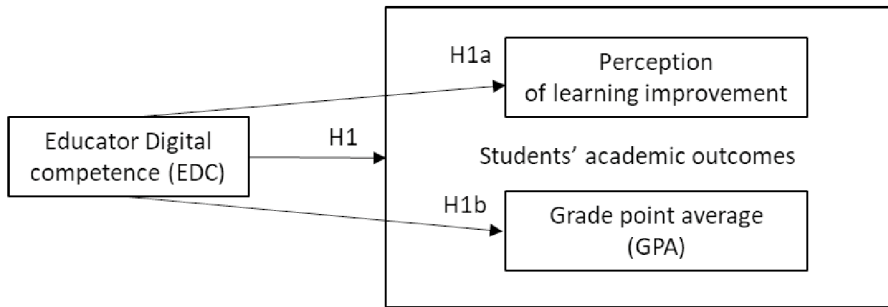 H1a
Perception
of learning improvement
Educator Digital
competence (EDC)
H1
Students’ academic outcomes
H1b
Grade point average
(GPA)